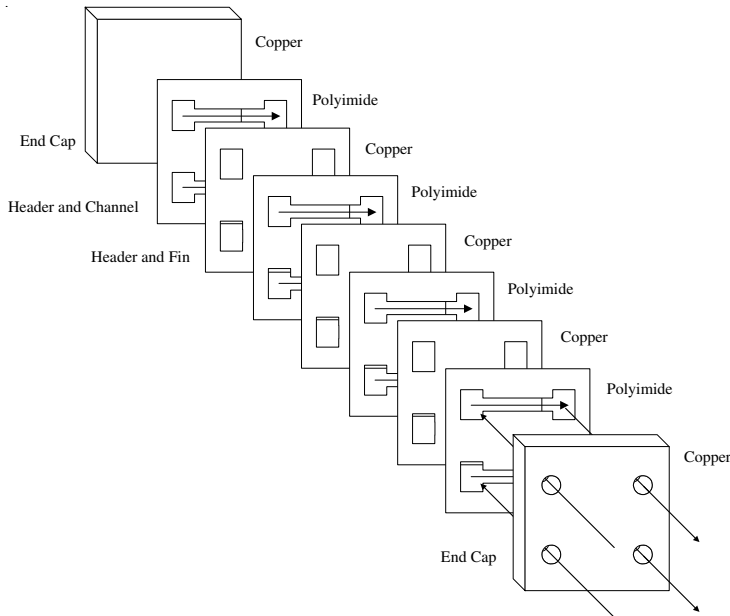 Copper
Polyimide
End Cap
Copper
Polyimide
Header and Channel
Copper
Header and Fin
Polyimide
Copper
Polyimide
Copper
End Cap